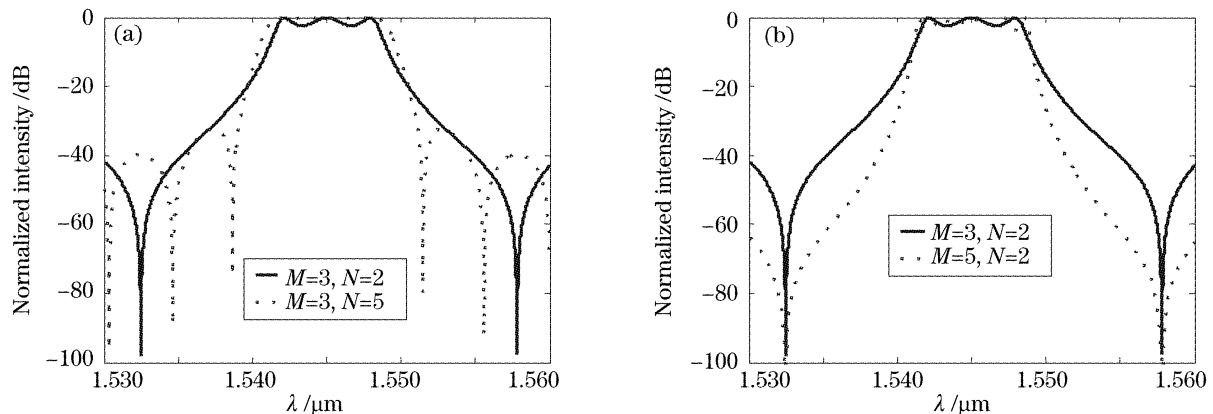 (a)
Normalized intensity /dB
0
−20
−40
−60
−80
−100
M=3, N=2
M=3, N=5
1.530 1.540 1.550 1.560
λ /μm
(b)
Normalized intensity /dB
0
−20
−40
−60
−80
−100
M=3, N=2
M=5, N=2
1.530 1.540 1.550 1.560
λ /μm